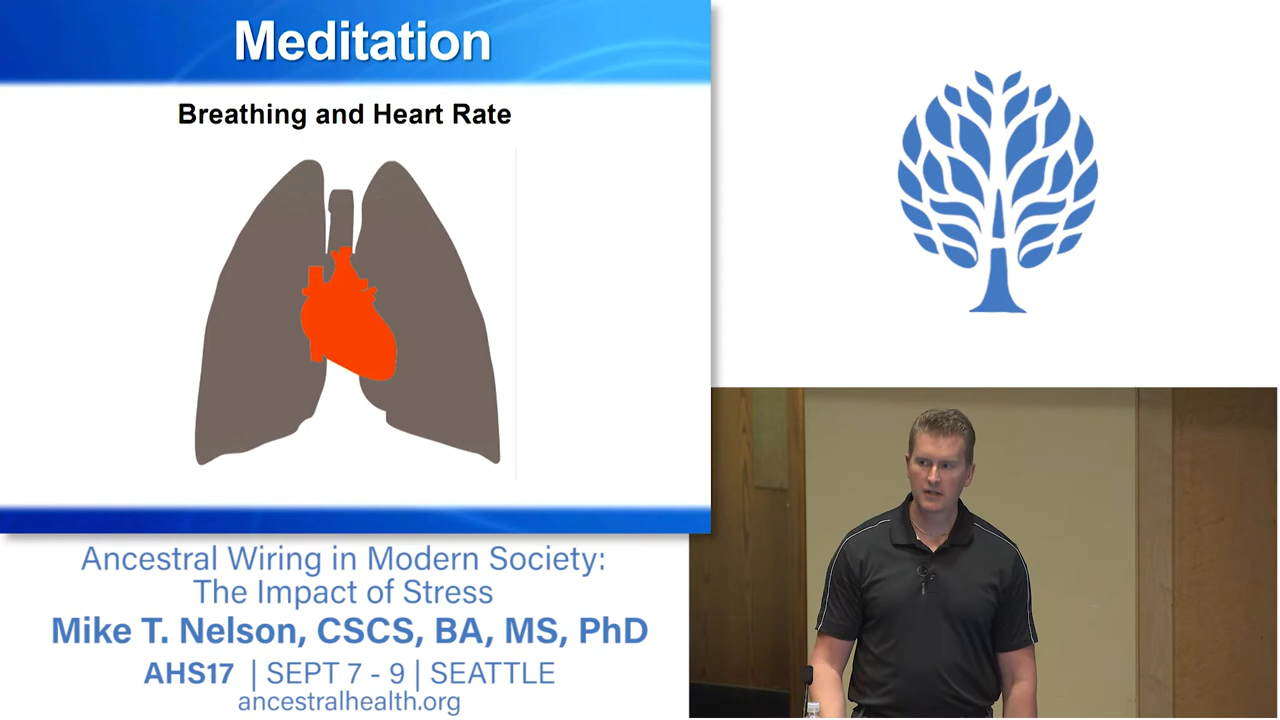 Meditation
Breathing and Heart Rate
Ancestral Wiring in Modern Society:
The Impact of Stress
Mike T. Nelson, CSCS, BA, MS, PhD
AHS17 | SEPT 7 - 9 | SEATTLE
ancestralhealth.org